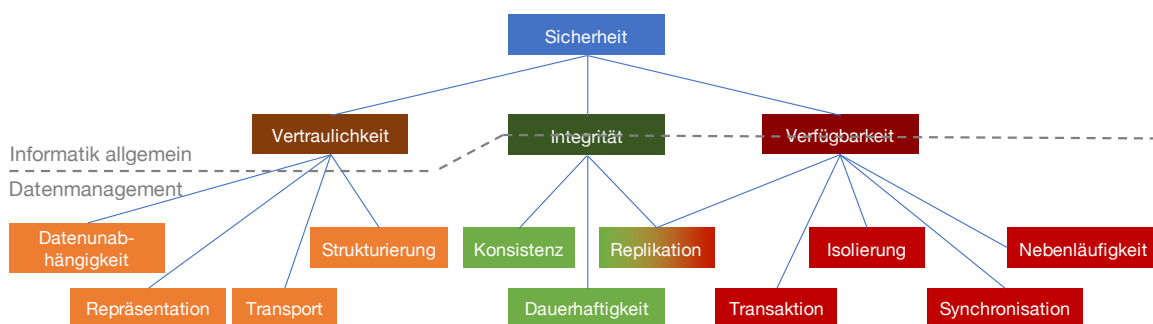 Sicherheit
Vertraulichkeit
Integrität
Verfügbarkeit
Informatik allgemein
Datenmanagement
Datenunab-
hängigkeit
Strukturierung
Konsistenz
Replikation
Isolierung
Nebenläufigkeit
Repräsentation
Transport
Dauerhaftigkeit
Transaktion
Synchronisation